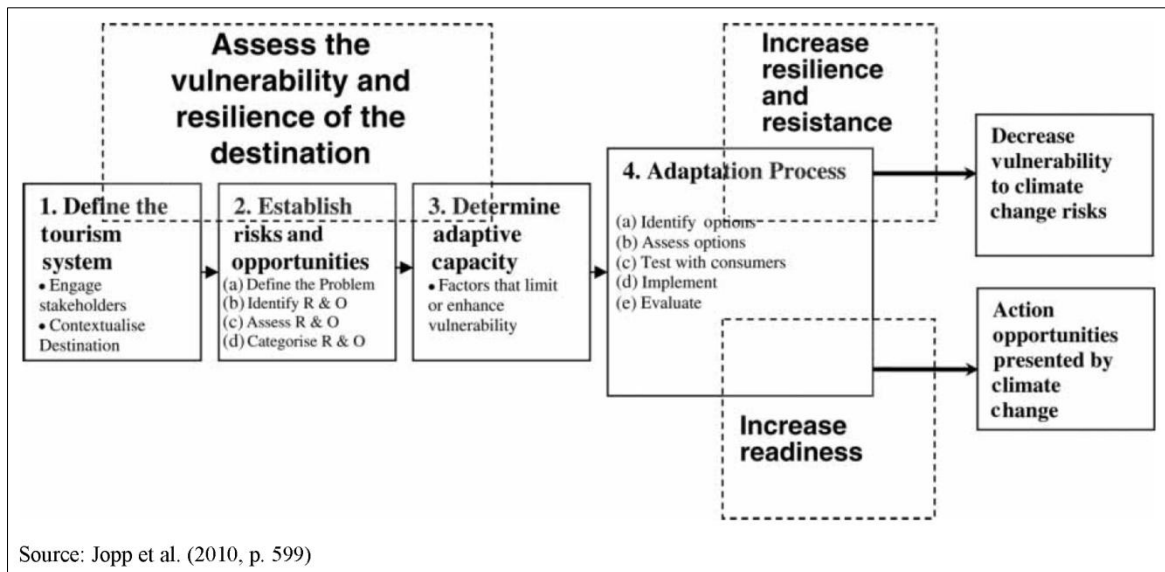 Assess the
vulnerability and
resilience of the
destination
1. Define the
tourism
system
• Engage
stakeholders
• Contextualise
Destination
2. Establish
risks and
opportunities
(a) Define the Problem
(b) Identify R & O
(c) Assess R & O
(d) Categorise R & O
3. Determine
adaptive
capacity
• Factors that limit
or enhance
vulnerability
Increase
resilience
and
resistance
4. Adaptation Process
(a) Identify options
(b) Assess options
(c) Test with consumers
(d) Implement
(e) Evaluate
Increase
readiness
Decrease
vulnerability
to climate
change risks
Action
opportunities
presented by
climate
change
Source: Jopp et al. (2010, p. 599)